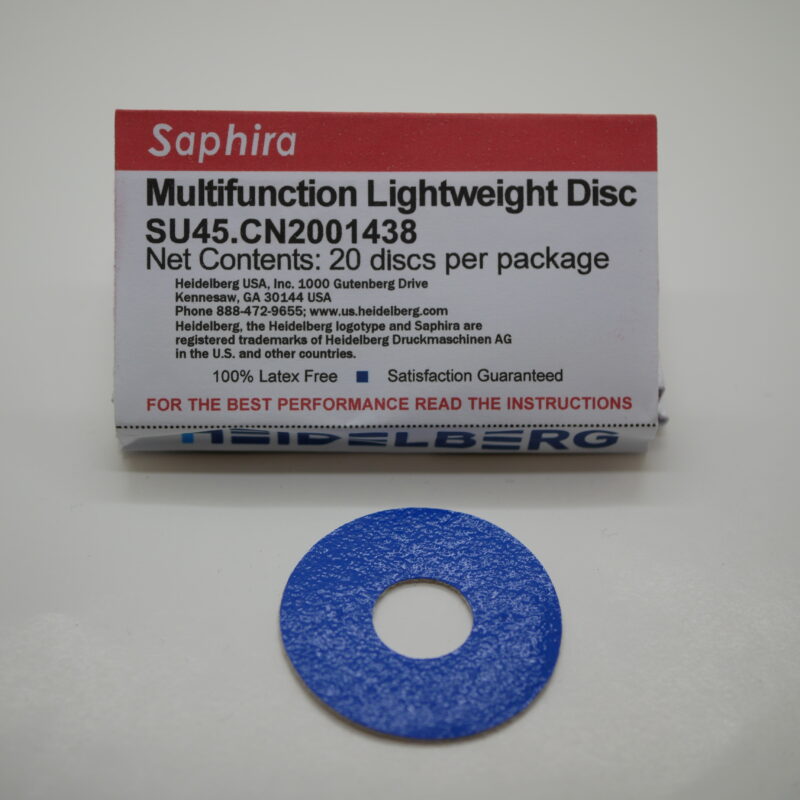 Saphira
Multifunction Lightweight Disc
SU45.CN2001438
Net Contents: 20 discs per package
Heidelberg USA, Inc. 1000 Gutenberg Drive
Kennesaw, GA 30144 USA
Phone 888-472-9655; www.us.heidelberg.com
Heidelberg, the Heidelberg logotype and Saphira are
registered trademarks of Heidelberg Druckmaschinen AG
in the U.S. and other countries.
100% Latex Free ■ Satisfaction Guaranteed
FOR THE BEST PERFORMANCE READ THE INSTRUCTIONS
HEIDELBERG